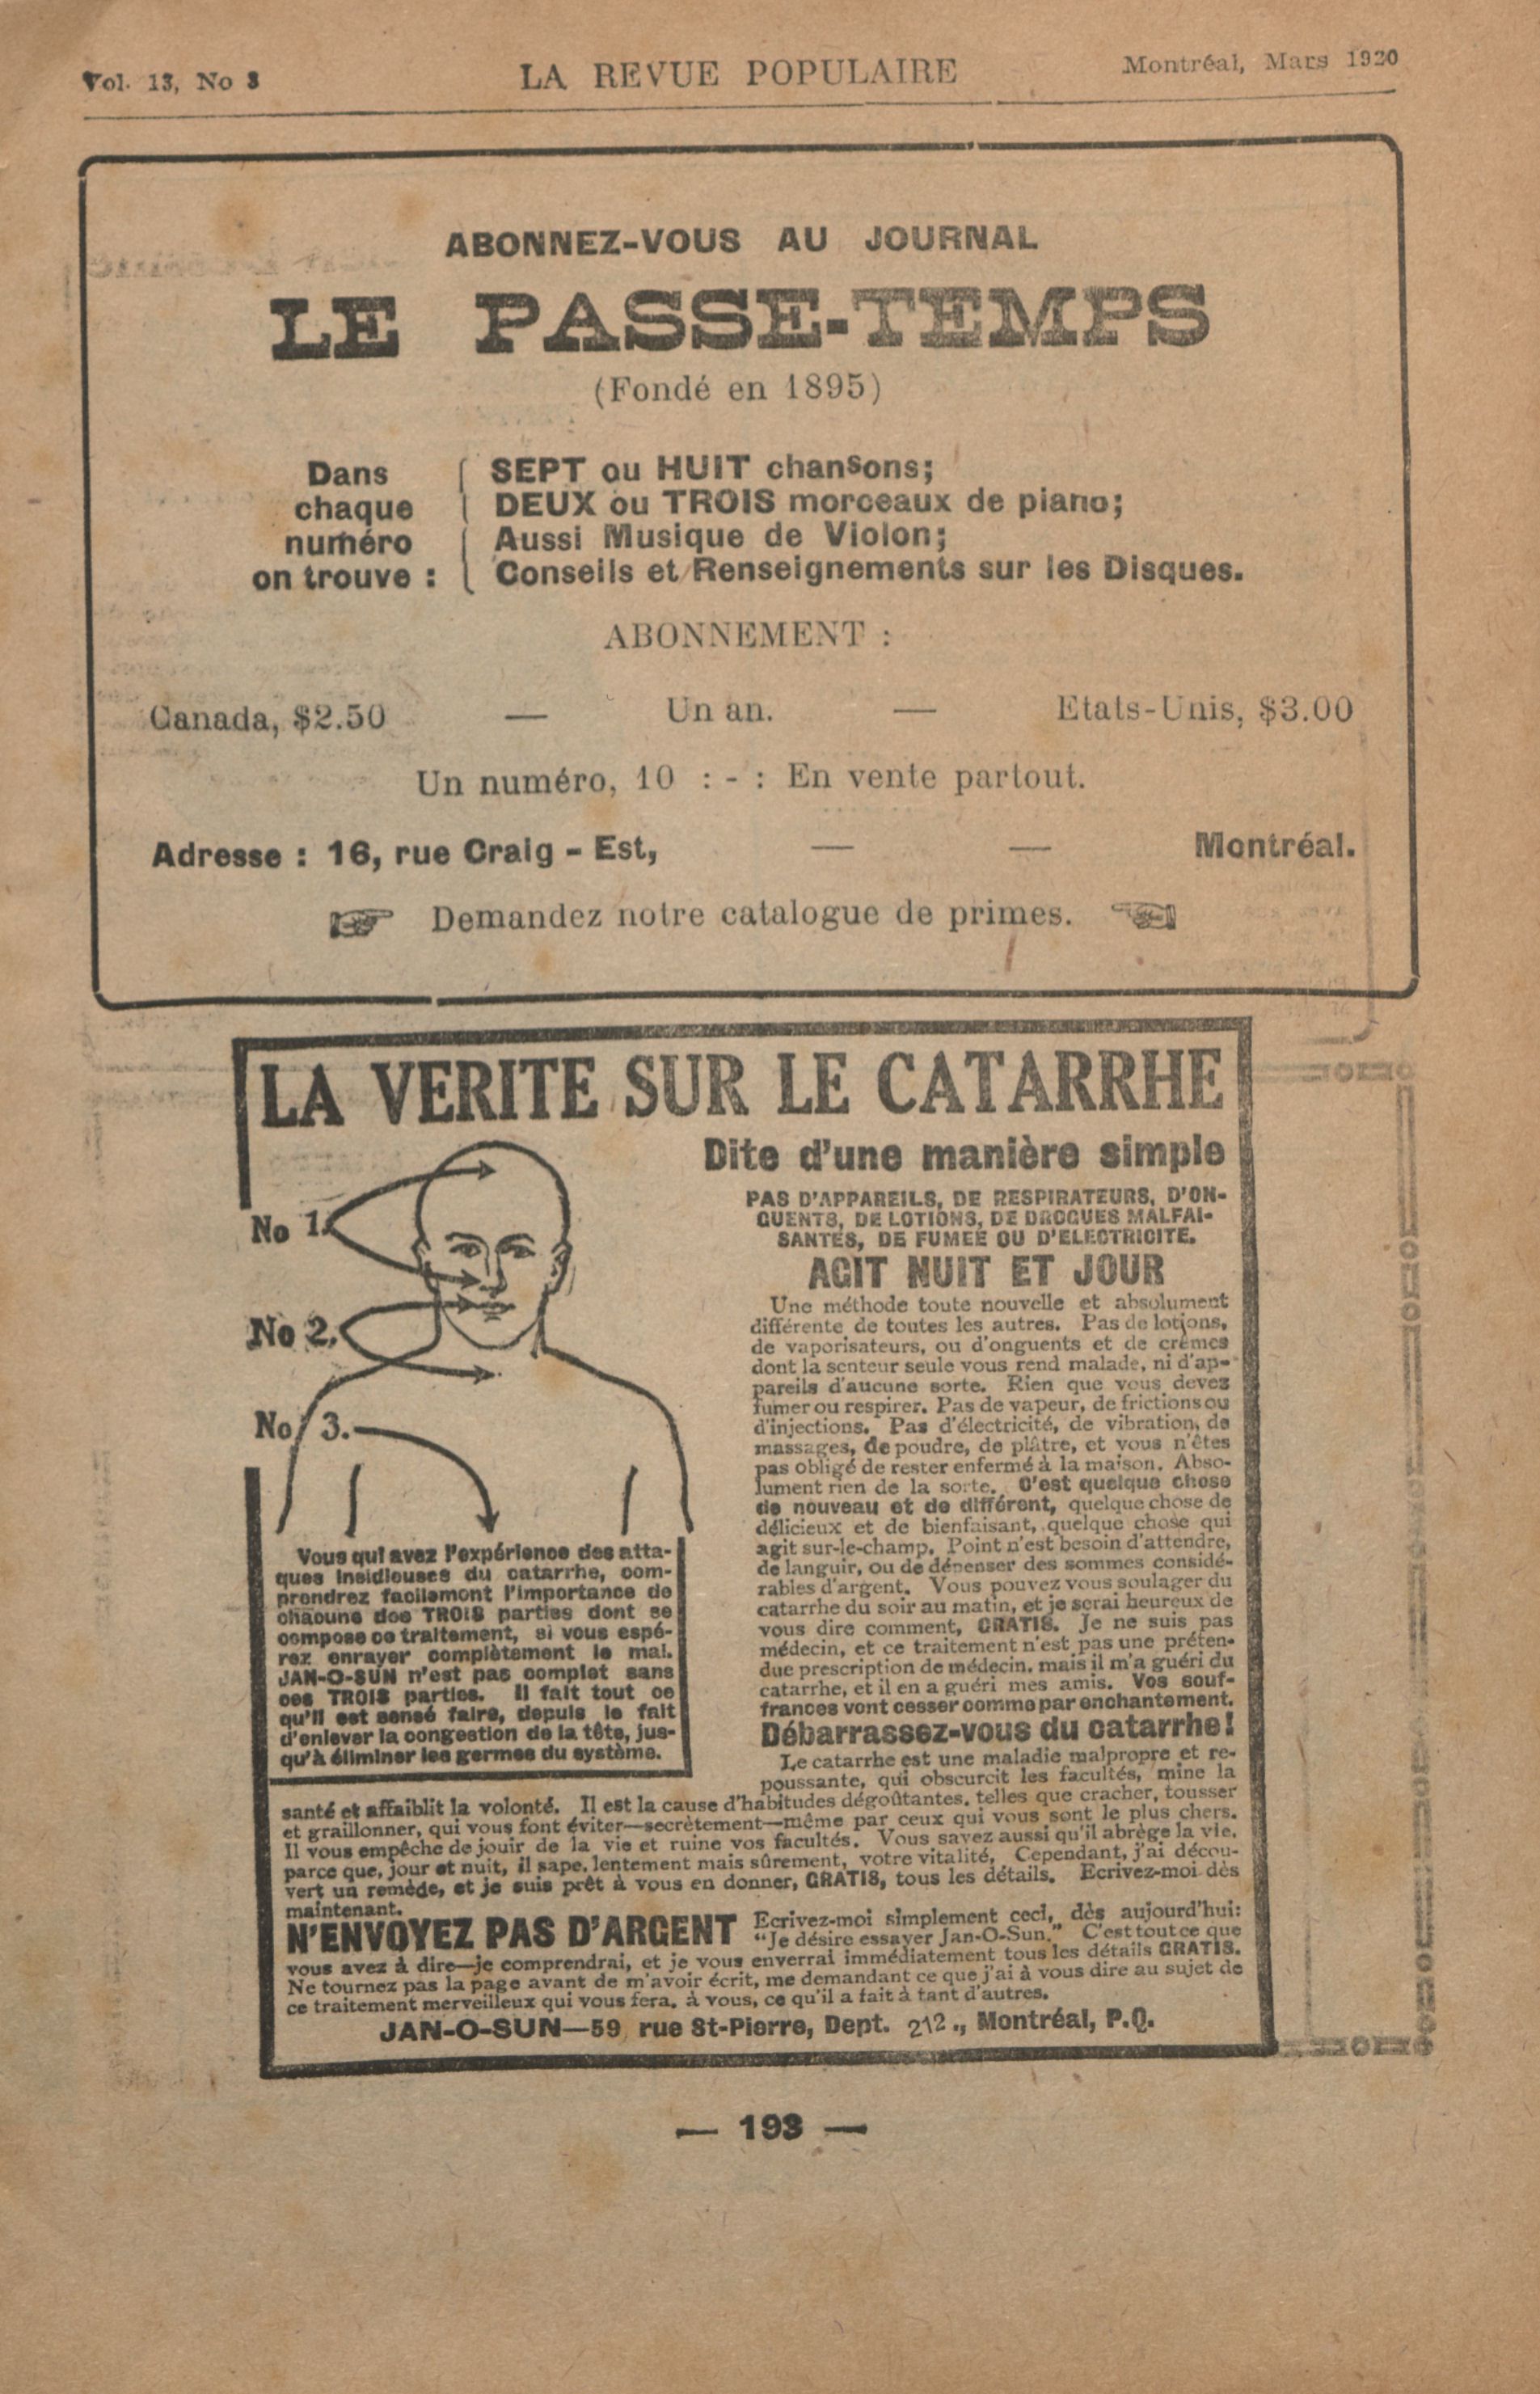 Vol. 13, No 3
LA REVUE POPULAIRE
Montréal, Mars 1920
ABONNEZ-VOUS AU JOURNAL
LE PASSE-TEMPS
(Fondé en 1895)
Dans
chaque
numéro
on trouve :
SEPT ou HUIT chansons;
DEUX ou TROIS morceaux de piano;
Aussi Musique de Violon;
Conseils et Renseignements sur les Disques.
ABONNEMENT :
Canada, $2.50 — Un an. — Etats-Unis, $3.00
Un numéro, 10 : - : En vente partout.
Adresse : 16, rue Craig - Est, — — Montréal.
Demandez notre catalogue de primes.
LA VERITE SUR LE CATARRHE
Dite d'une manière simple
No 1.
No 2.
No 3.
Vous qui avez l'expérience des atta-
ques insidieuses du catarrhe, com-
prendrez facilement l'importance de
chacune des TROIS parties dont se
compose ce traitement, si vous espé-
rez enrayer complètement le mal.
JAN-O-SUN n'est pas complet sans
ces TROIS parties. Il fait tout ce
qu'il est sensé faire, depuis le fait
d'enlever la congestion de la tête, jus-
qu'à éliminer les germes du système.
PAS D'APPAREILS, DE RESPIRATEURS, D'ON-
GUENTS, DE LOTIONS, DE DROGUES MALFAI-
SANTES, DE FUMEE OU D'ELECTRICITE.
AGIT NUIT ET JOUR
Une méthode toute nouvelle et absolument
différente de toutes les autres. Pas de lotions,
de vaporisateurs, ou d'onguents et de crèmes
dont la senteur seule vous rend malade, ni d'ap-
pareils d'aucune sorte. Rien que vous devez
fumer ou respirer. Pas de vapeur, de frictions ou
d'injections. Pas d'électricité, de vibration, de
massages, de poudre, de plâtre, et vous n'êtes
pas obligé de rester enfermé à la maison. Abso-
lument rien de la sorte. C'est quelque chose
de nouveau et de différent, quelque chose de
délicieux et de bienfaisant, quelque chose qui
agit sur-le-champ. Point n'est besoin d'attendre,
de languir, ou de dépenser des sommes considé-
rables d'argent. Vous pouvez vous soulager du
catarrhe du soir au matin, et je serai heureux de
vous dire comment, GRATIS. Je ne suis pas
médecin, et ce traitement n'est pas une préten-
due prescription de médecin, mais il m'a guéri du
catarrhe, et il en a guéri mes amis. Vos souf-
frances vont cesser comme par enchantement.
Débarrassez-vous du catarrhe!
Le catarrhe est une maladie malpropre et re-
poussante, qui obscurcit les facultés, mine la
santé et affaiblit la volonté. Il est la cause d'habitudes dégoûtantes, telles que cracher, tousser
et graillonner, qui vous font éviter—secrètement—même par ceux qui vous sont le plus chers.
Il vous empêche de jouir de la vie et ruine vos facultés. Vous savez aussi qu'il abrège la vie,
parce que, jour et nuit, il sape, lentement mais sûrement, votre vitalité. Cependant, j'ai décou-
vert un remède, et je suis prêt à vous en donner, GRATIS, tous les détails. Ecrivez-moi dès
maintenant.
N'ENVOYEZ PAS D'ARGENT Ecrivez-moi simplement ceci, dès aujourd'hui:
"Je désire essayer Jan-O-Sun." C'est tout ce que
vous avez à dire—je comprendrai, et je vous enverrai immédiatement tous les détails GRATIS.
Ne tournez pas la page avant de m'avoir écrit, me demandant ce que j'ai à vous dire au sujet de
ce traitement merveilleux qui vous fera, à vous, ce qu'il a fait à tant d'autres.
JAN-O-SUN—59, rue St-Pierre, Dept. 212., Montréal, P.Q.
— 193 —